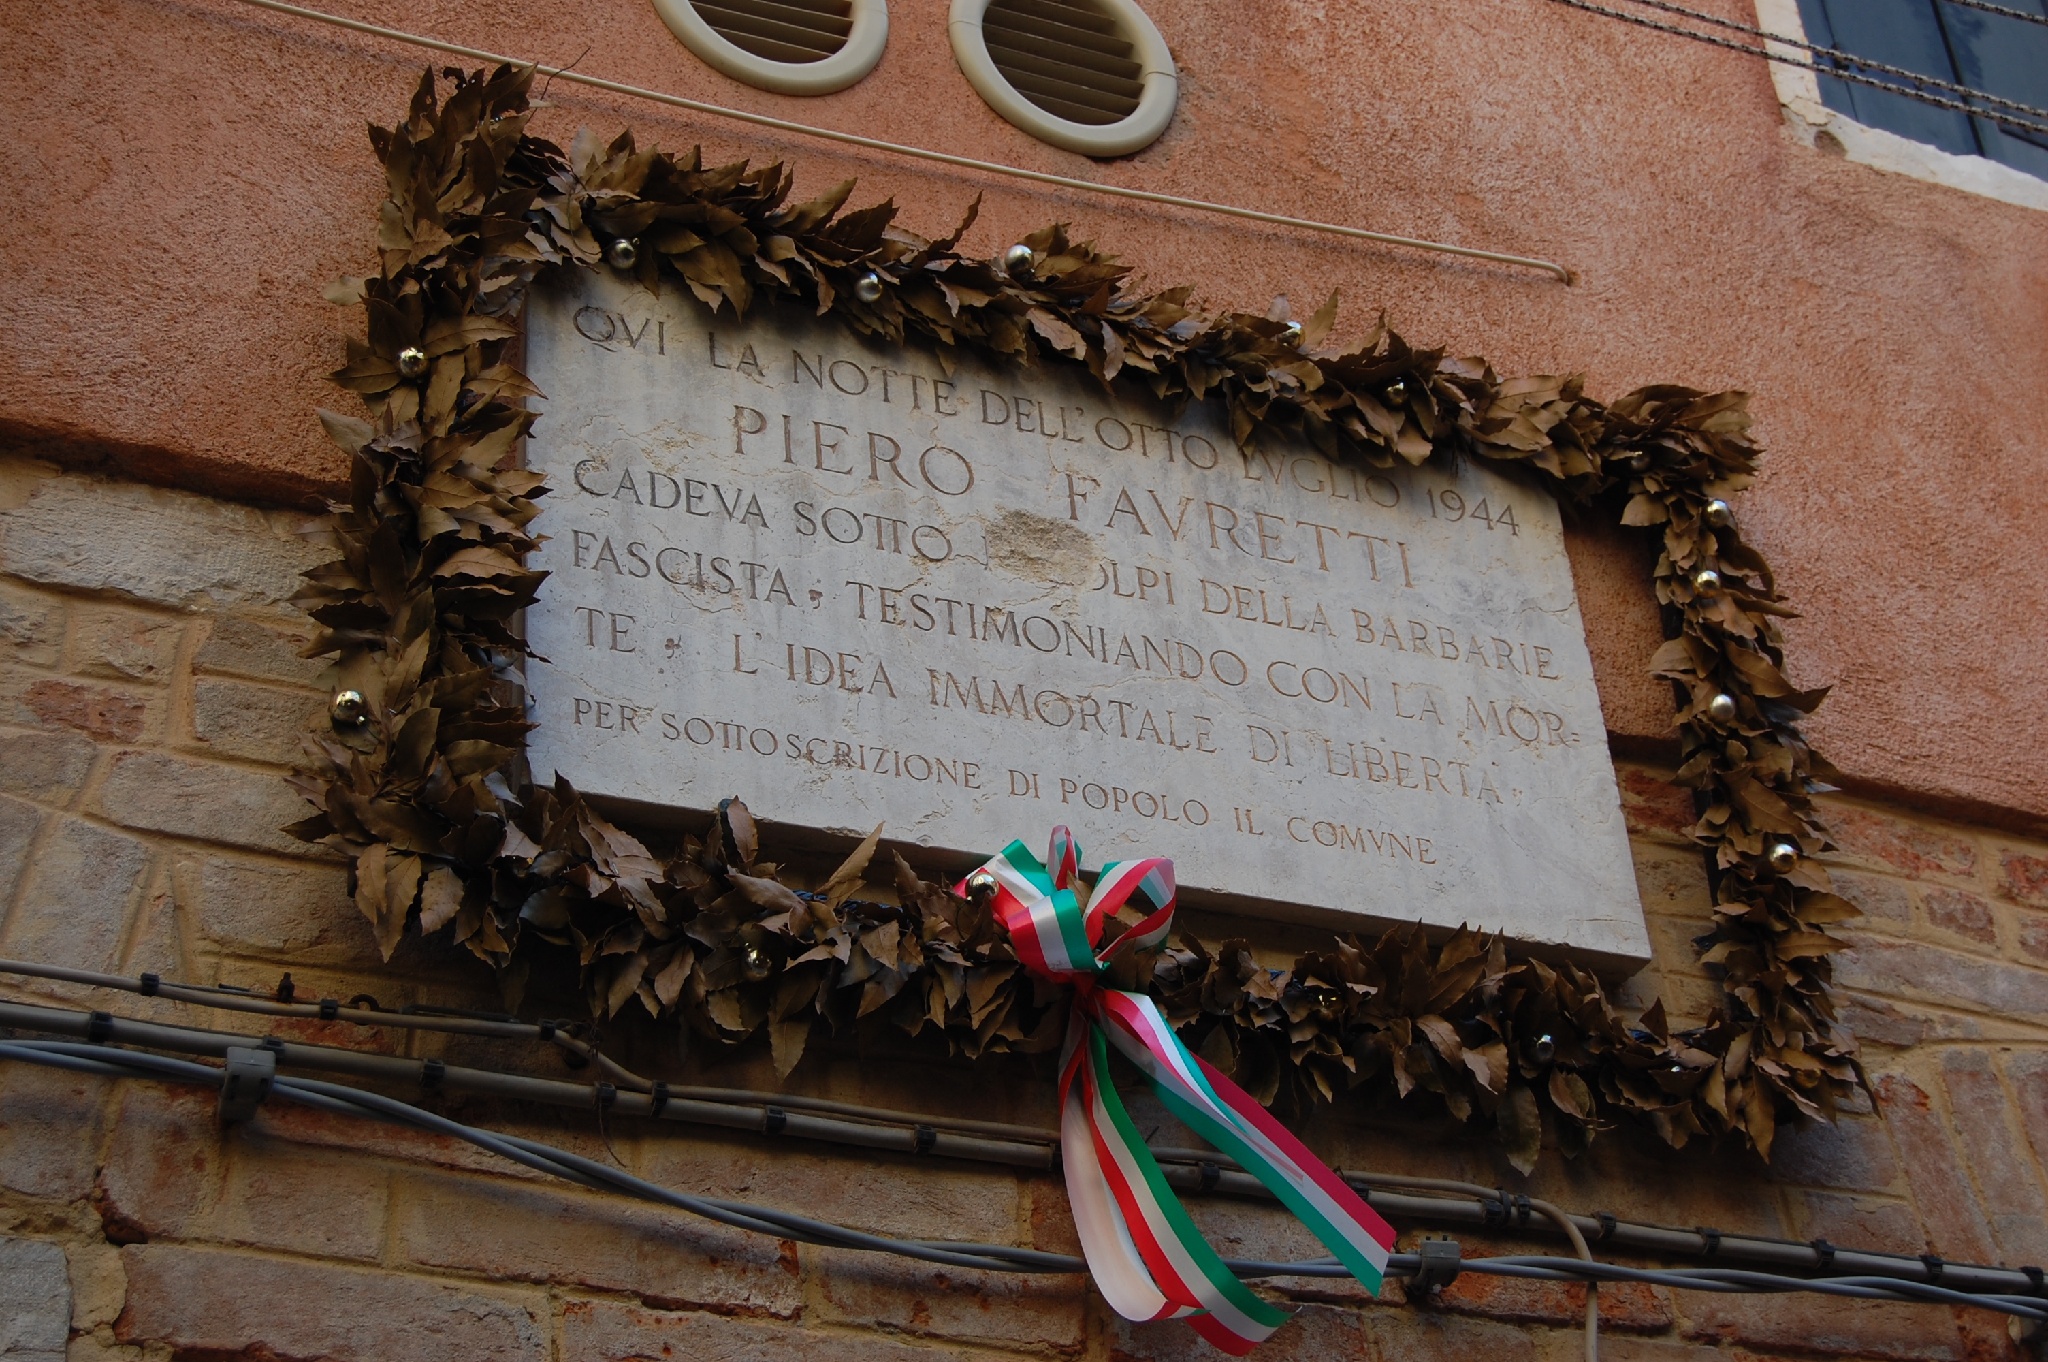 QVI LA NOTTE DELL'OTTO LVGLIO 1944
PIERO FAVRETTI
CADEVA SOTTO OLPI DELLA BARBARIE
FASCISTA, TESTIMONIANDO CON LA MOR=
TE, L'IDEA IMMORTALE DI LIBERTÀ.
PER SOTTOSCRIZIONE DI POPOLO IL COMVNE